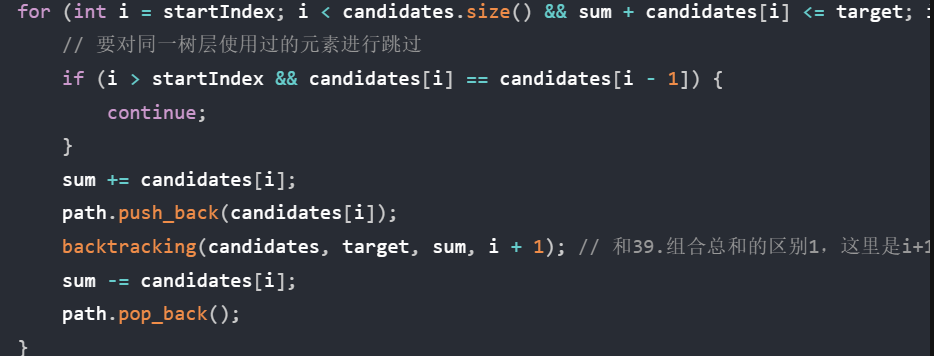 for (int i = startIndex; i < candidates.size() && sum + candidates[i] <= target; i
    // 要对同一树层使用过的元素进行跳过
    if (i > startIndex && candidates[i] == candidates[i - 1]) {
        continue;
    }
    sum += candidates[i];
    path.push_back(candidates[i]);
    backtracking(candidates, target, sum, i + 1); // 和39.组合总和的区别1，这里是i+1
    sum -= candidates[i];
    path.pop_back();
}